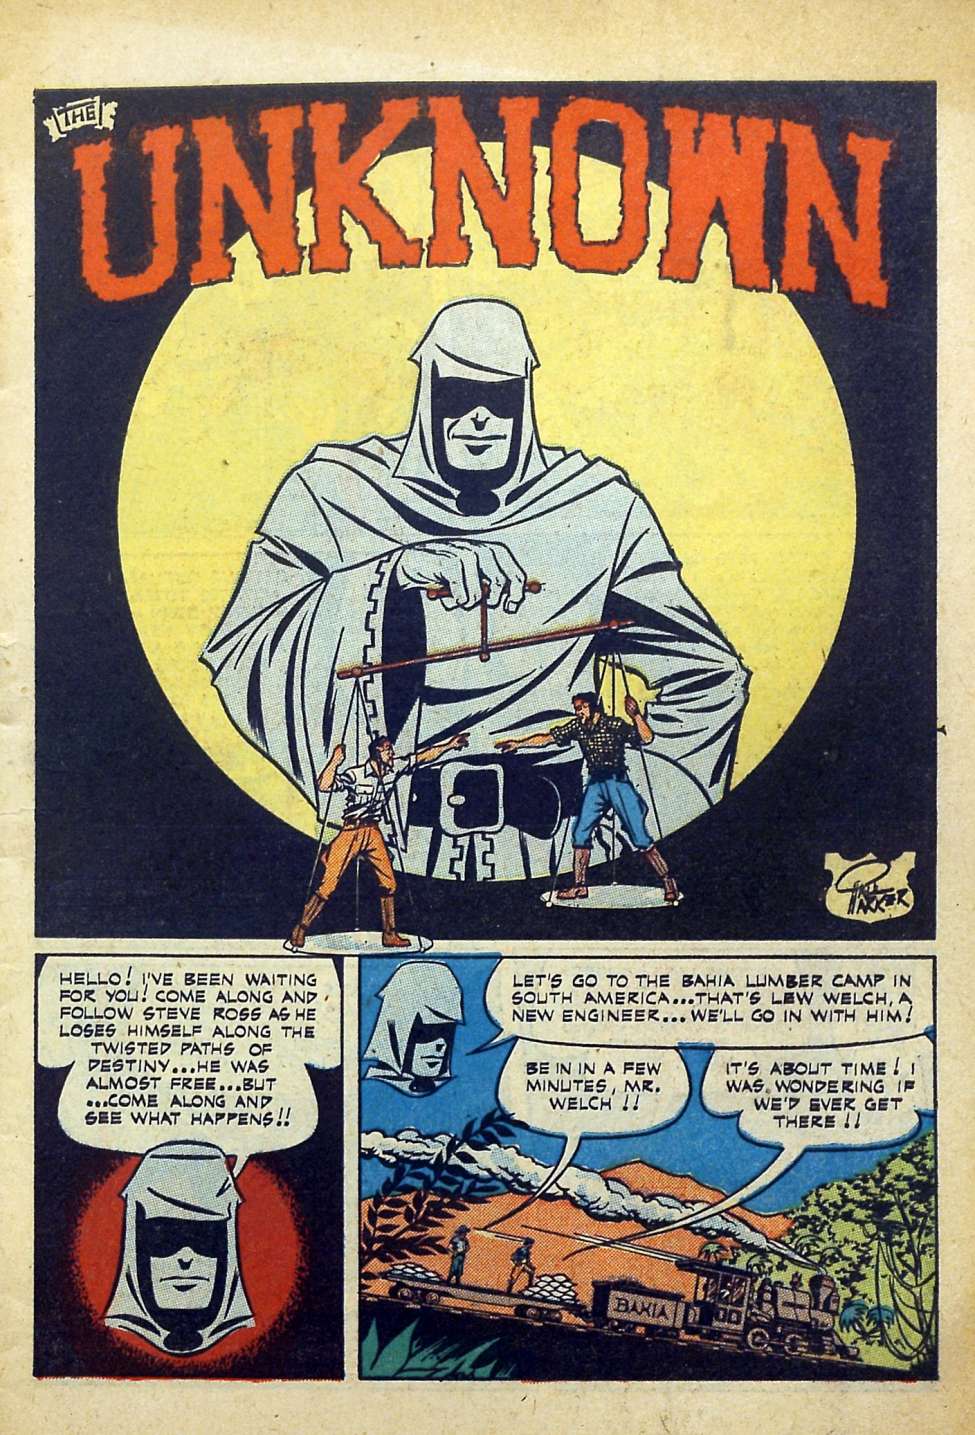 THE
UNKNOWN
PAUL
PARKER
HELLO! I'VE BEEN WAITING
FOR YOU! COME ALONG AND
FOLLOW STEVE ROSS AS HE
LOSES HIMSELF ALONG THE
TWISTED PATHS OF
DESTINY...HE WAS
ALMOST FREE...BUT
...COME ALONG AND
SEE WHAT HAPPENS!!
LET'S GO TO THE BAHIA LUMBER CAMP IN
SOUTH AMERICA...THAT'S LEW WELCH, A
NEW ENGINEER...WE'LL GO IN WITH HIM!
BE IN IN A FEW
MINUTES, MR.
WELCH!!
IT'S ABOUT TIME! I
WAS WONDERING IF
WE'D EVER GET
THERE!!
BAHIA